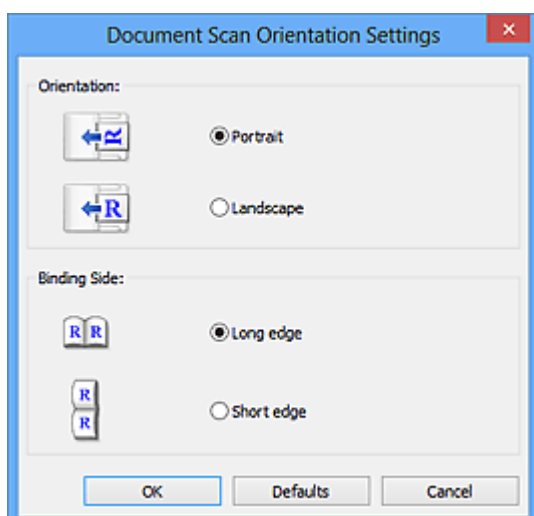 Document Scan Orientation Settings
Orientation:
R
Portrait
R
Landscape
Binding Side:
R R
Long edge
R
R
Short edge
OK Defaults Cancel